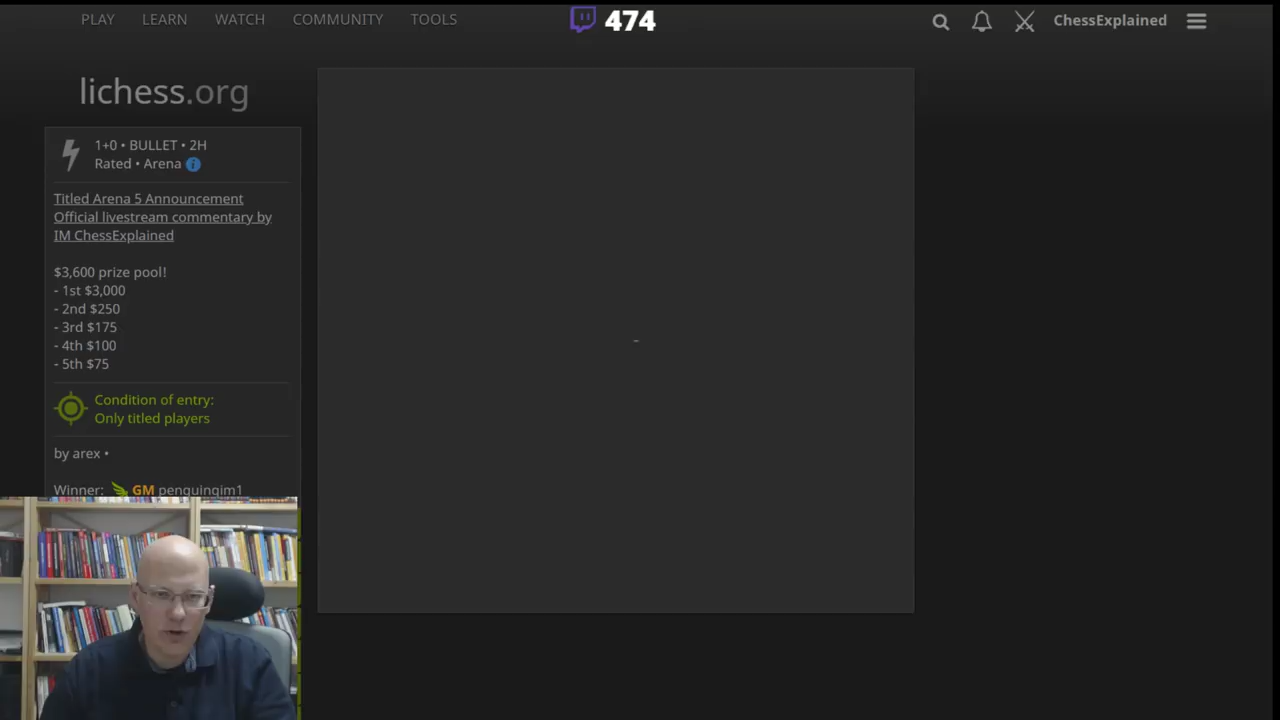 PLAY LEARN WATCH COMMUNITY TOOLS 474 ChessExplained
lichess.org
1+0 • BULLET • 2H
Rated • Arena
Titled Arena 5 Announcement
Official livestream commentary by
IM ChessExplained
$3,600 prize pool!
- 1st $3,000
- 2nd $250
- 3rd $175
- 4th $100
- 5th $75
Condition of entry:
Only titled players
by arex •
Winner: GM penguingim1